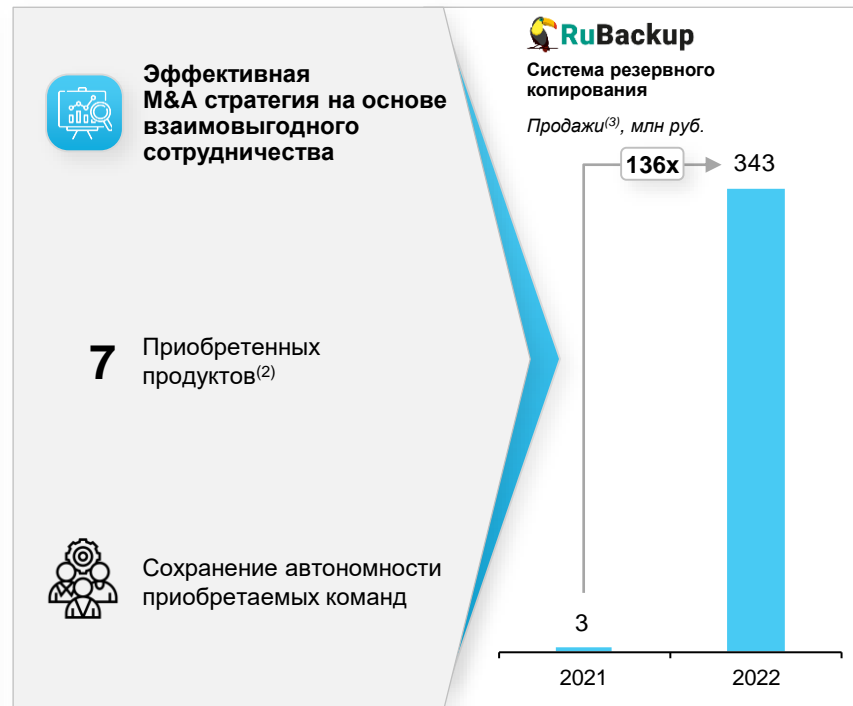 Эффективная
M&A стратегия на основе
взаимовыгодного
сотрудничества
7
Приобретенных
продуктов(2)
Сохранение автономности
приобретаемых команд
RuBackup
Система резервного
копирования
Продажи(3), млн руб.
136x
343
3
2021
2022